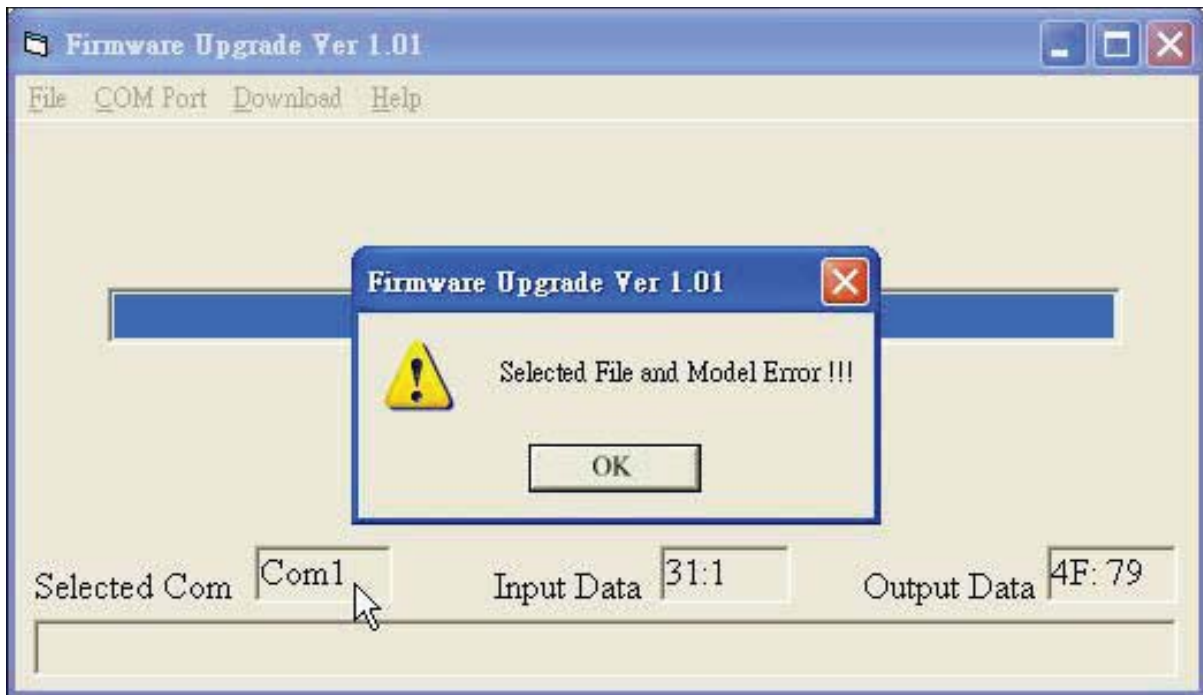 Firmware Upgrade Ver 1.01
File COM Port Download Help
Firmware Upgrade Ver 1.01
Selected File and Model Error !!!
OK
Selected Com Com1 Input Data 31:1 Output Data 4F: 79